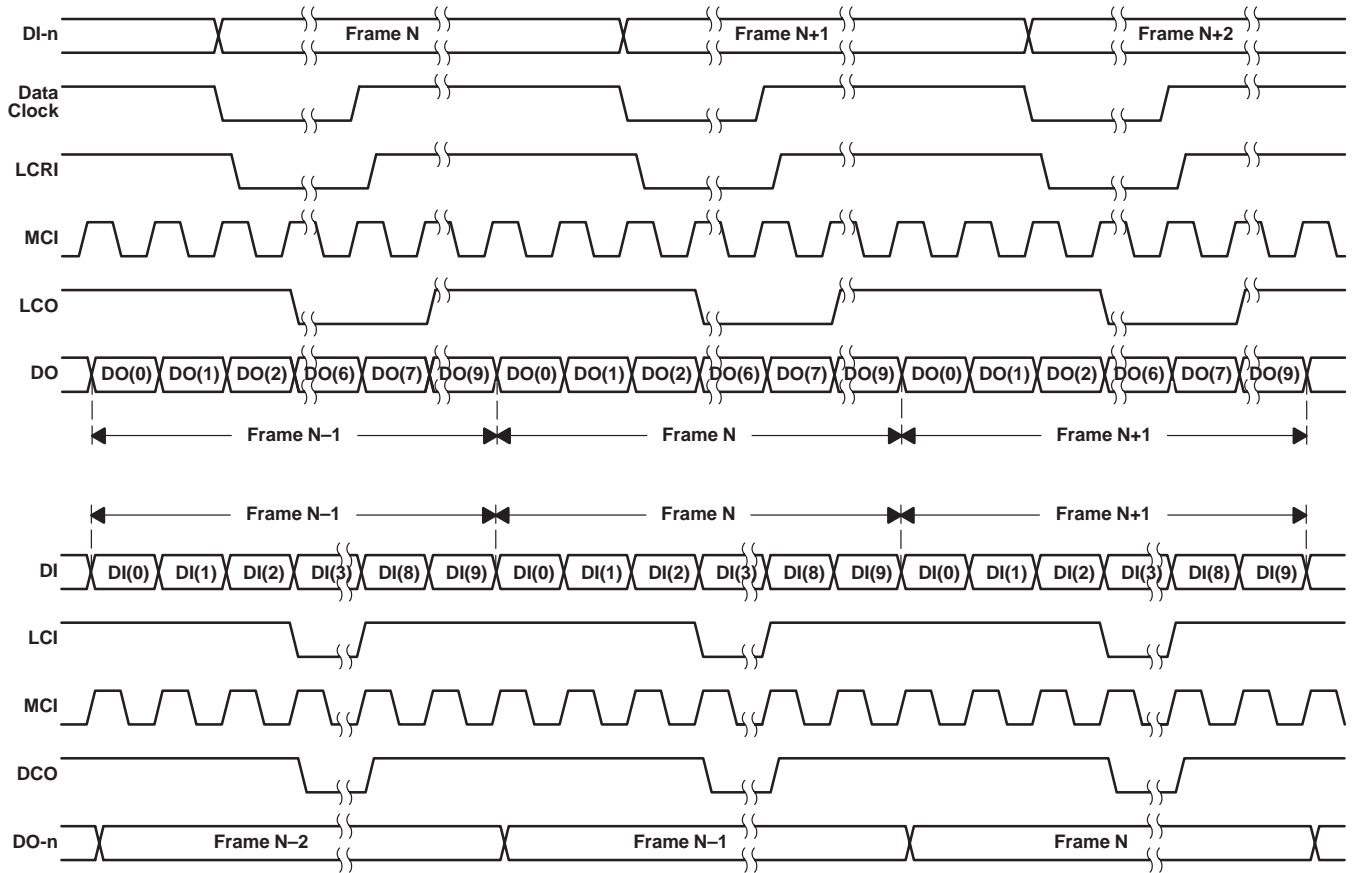 DI-n Frame N Frame N+1 Frame N+2
Data
Clock
LCRI
MCI
LCO
DO DO(0) DO(1) DO(2) DO(6) DO(7) DO(9) DO(0) DO(1) DO(2) DO(6) DO(7) DO(9) DO(0) DO(1) DO(2) DO(6) DO(7) DO(9)
Frame N–1 Frame N Frame N+1
Frame N–1 Frame N Frame N+1
DI DI(0) DI(1) DI(2) DI(3) DI(8) DI(9) DI(0) DI(1) DI(2) DI(3) DI(8) DI(9) DI(0) DI(1) DI(2) DI(3) DI(8) DI(9)
LCI
MCI
DCO
DO-n Frame N–2 Frame N–1 Frame N